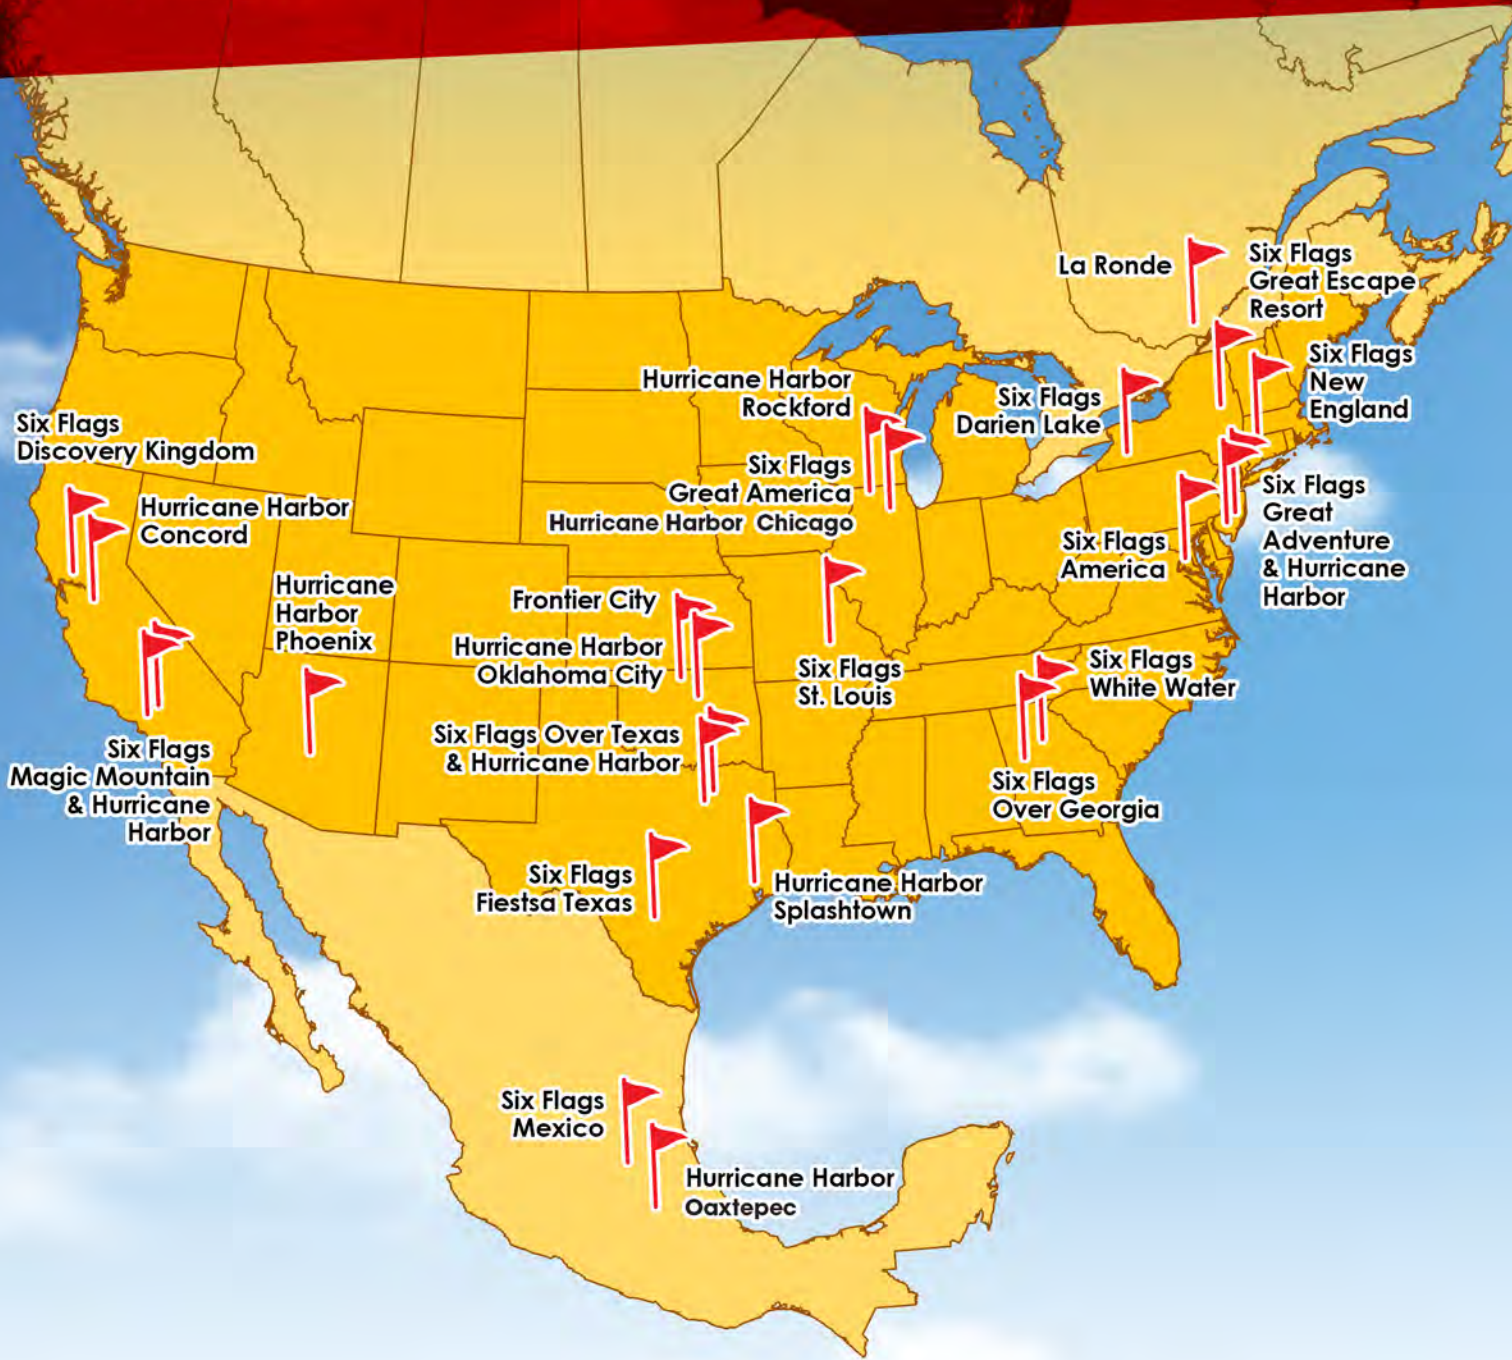 La Ronde
Six Flags
Great Escape
Resort
Six Flags
New
England
Hurricane Harbor
Rockford
Six Flags
Darien Lake
Six Flags
Discovery Kingdom
Six Flags
Great America
Hurricane Harbor Chicago
Hurricane Harbor
Concord
Six Flags
Great
Adventure
& Hurricane
Harbor
Six Flags
America
Hurricane
Harbor
Phoenix
Frontier City
Hurricane Harbor
Oklahoma City
Six Flags
St. Louis
Six Flags
White Water
Six Flags
Magic Mountain
& Hurricane
Harbor
Six Flags Over Texas
& Hurricane Harbor
Six Flags
Over Georgia
Six Flags
Fiestsa Texas
Hurricane Harbor
Splashtown
Six Flags
Mexico
Hurricane Harbor
Oaxtepec